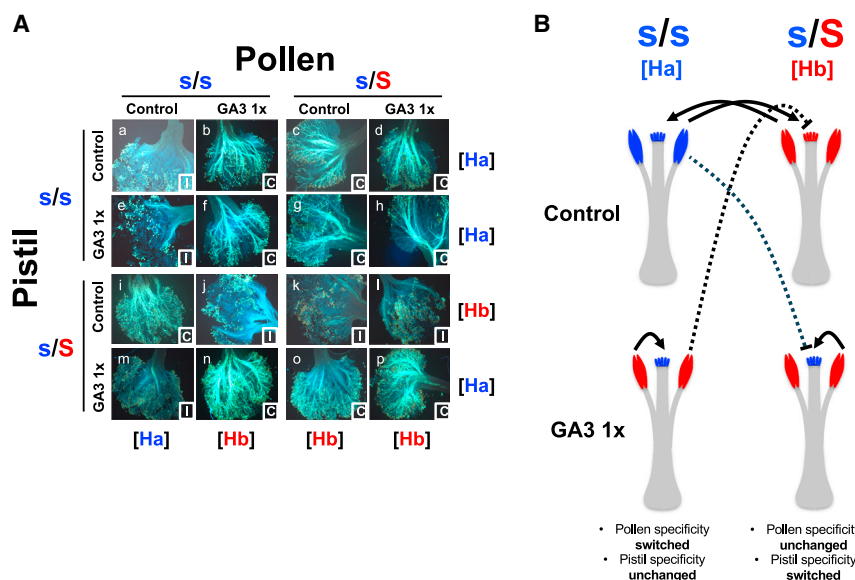 A
Pollen
s/s s/S
Control GA3 1x Control GA3 1x
Pistil
s/s
Control
a I b C c C d C [Ha]
GA3 1x
e I f C g C h C [Ha]
s/S
Control
i C j I k I l I [Hb]
GA3 1x
m I n C o C p C [Ha]
[Ha] [Hb] [Hb] [Hb]
B
s/s s/S
[Ha] [Hb]
Control
GA3 1x
• Pollen specificity
switched
• Pistil specificity
unchanged
• Pollen specificit
unchanged
• Pistil specificity
switched